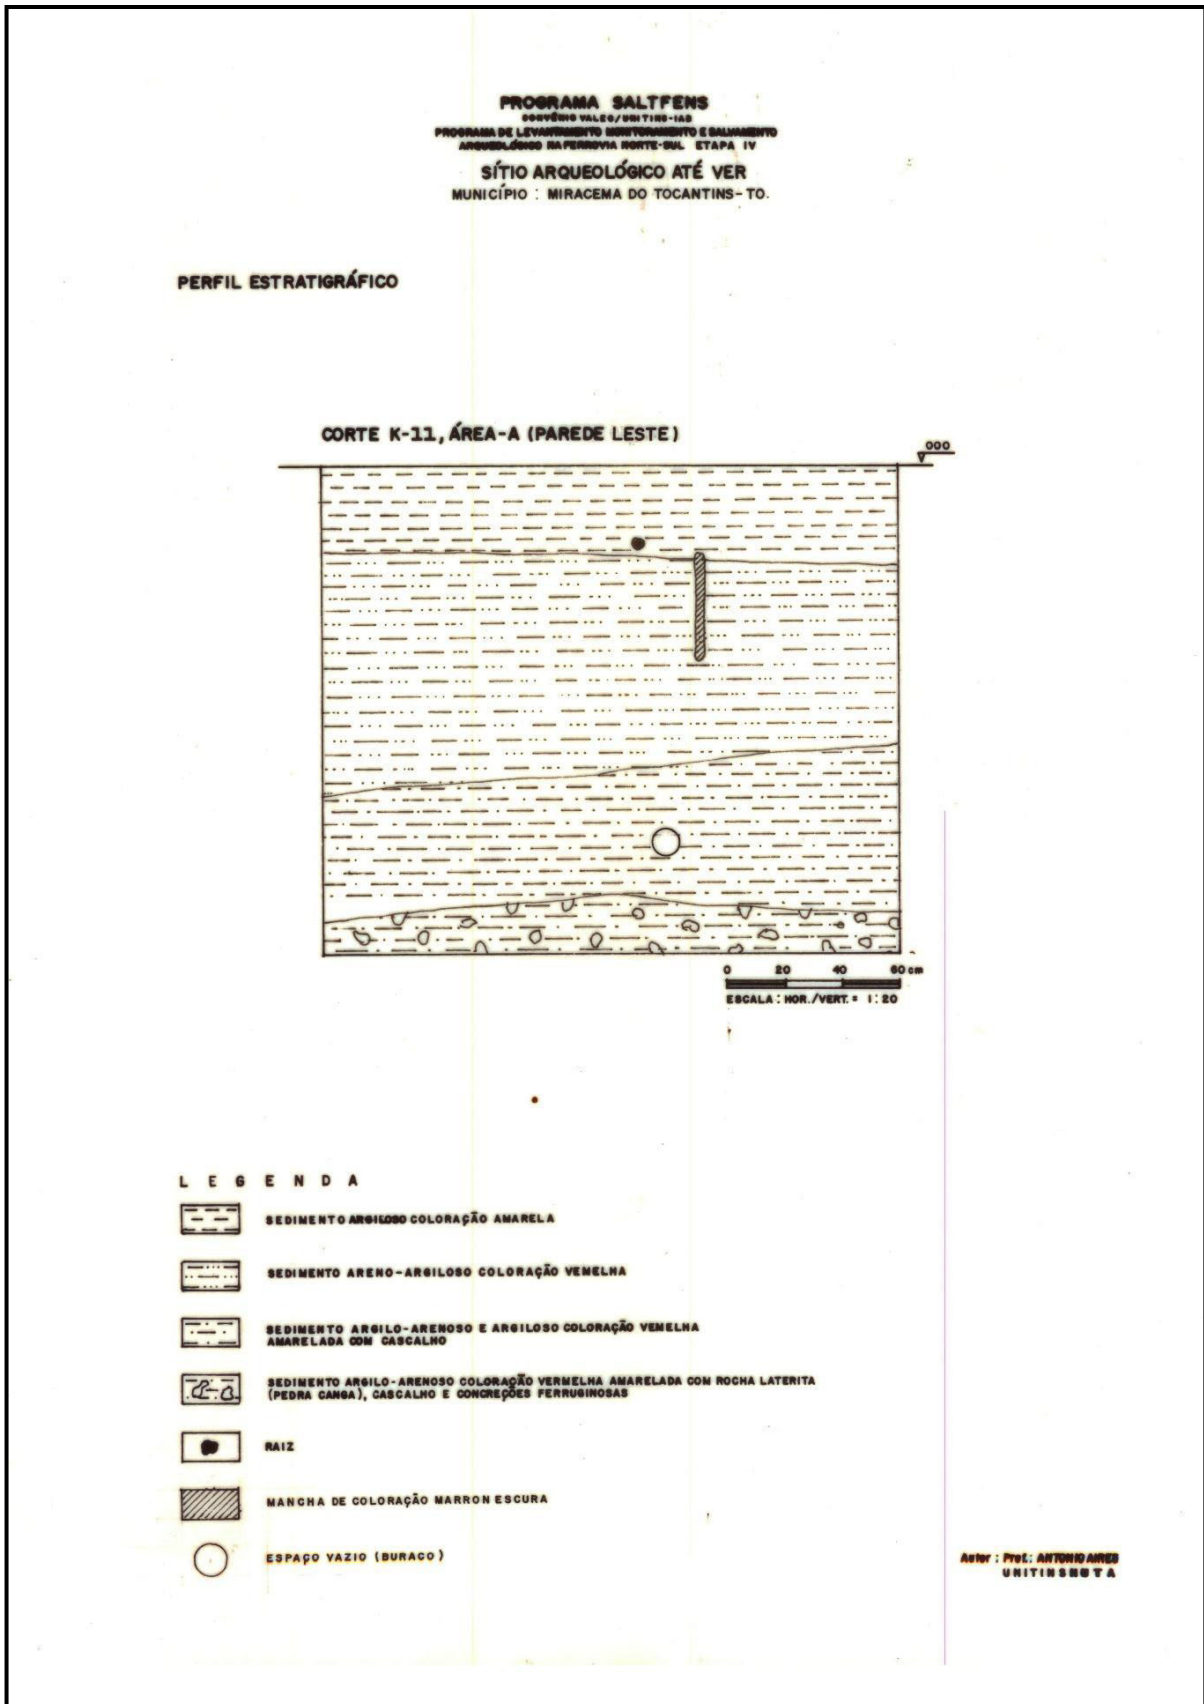 PROGRAMA SALTFENS
CONVÊNIO VALEC/UNITINS-IAB
PROGRAMA DE LEVANTAMENTO MONITORAMENTO E SALVAMENTO
ARQUEOLÓGICO NA FERROVIA NORTE-SUL ETAPA IV
SÍTIO ARQUEOLÓGICO ATÉ VER
MUNICÍPIO : MIRACEMA DO TOCANTINS-TO.
PERFIL ESTRATIGRÁFICO
CORTE K-11, ÁREA-A (PAREDE LESTE)
000
0 20 40 60 cm
ESCALA : HOR./VERT. = 1:20
LEGENDA
SEDIMENTO ARGILOSO COLORAÇÃO AMARELA
SEDIMENTO ARENO-ARGILOSO COLORAÇÃO VEMELHA
SEDIMENTO ARGILO-ARENOSO E ARGILOSO COLORAÇÃO VEMELHA
AMARELADA COM CASCALHO
SEDIMENTO ARGILO-ARENOSO COLORAÇÃO VERMELHA AMARELADA COM ROCHA LATERITA
(PEDRA CANGA), CASCALHO E CONCREÇÕES FERRUGINOSAS
RAIZ
MANCHA DE COLORAÇÃO MARRON ESCURA
ESPAÇO VAZIO (BURACO)
Autor : Prof.: ANTONIO AIRES